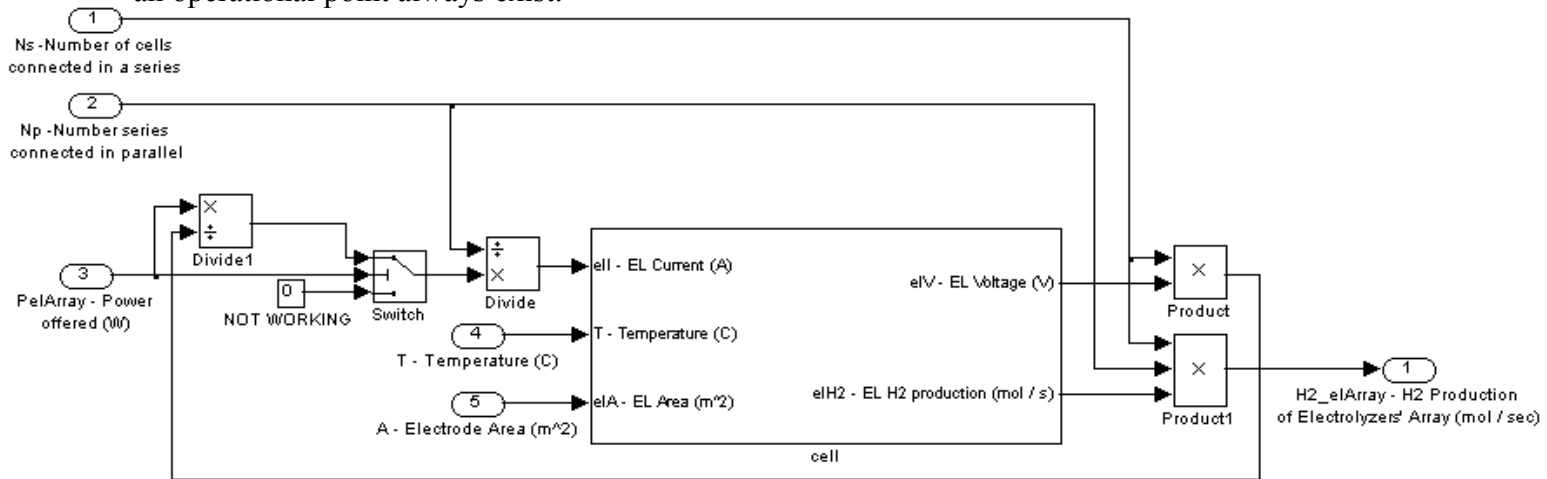 an operational point always exist.
1
Ns -Number of cells
connected in a series
2
Np -Number series
connected in parallel
×
÷
Divide1
3
PelArray - Power
offered (W)
0
NOT WORKING
Switch
÷
×
Divide
4
T - Temperature (C)
5
A - Electrode Area (m^2)
elI - EL Current (A)
T - Temperature (C)
elA - EL Area (m^2)
elV - EL Voltage (V)
elH2 - EL H2 production (mol / s)
cell
×
Product
×
Product1
1
H2_elArray - H2 Production
of Electrolyzers' Array (mol / sec)